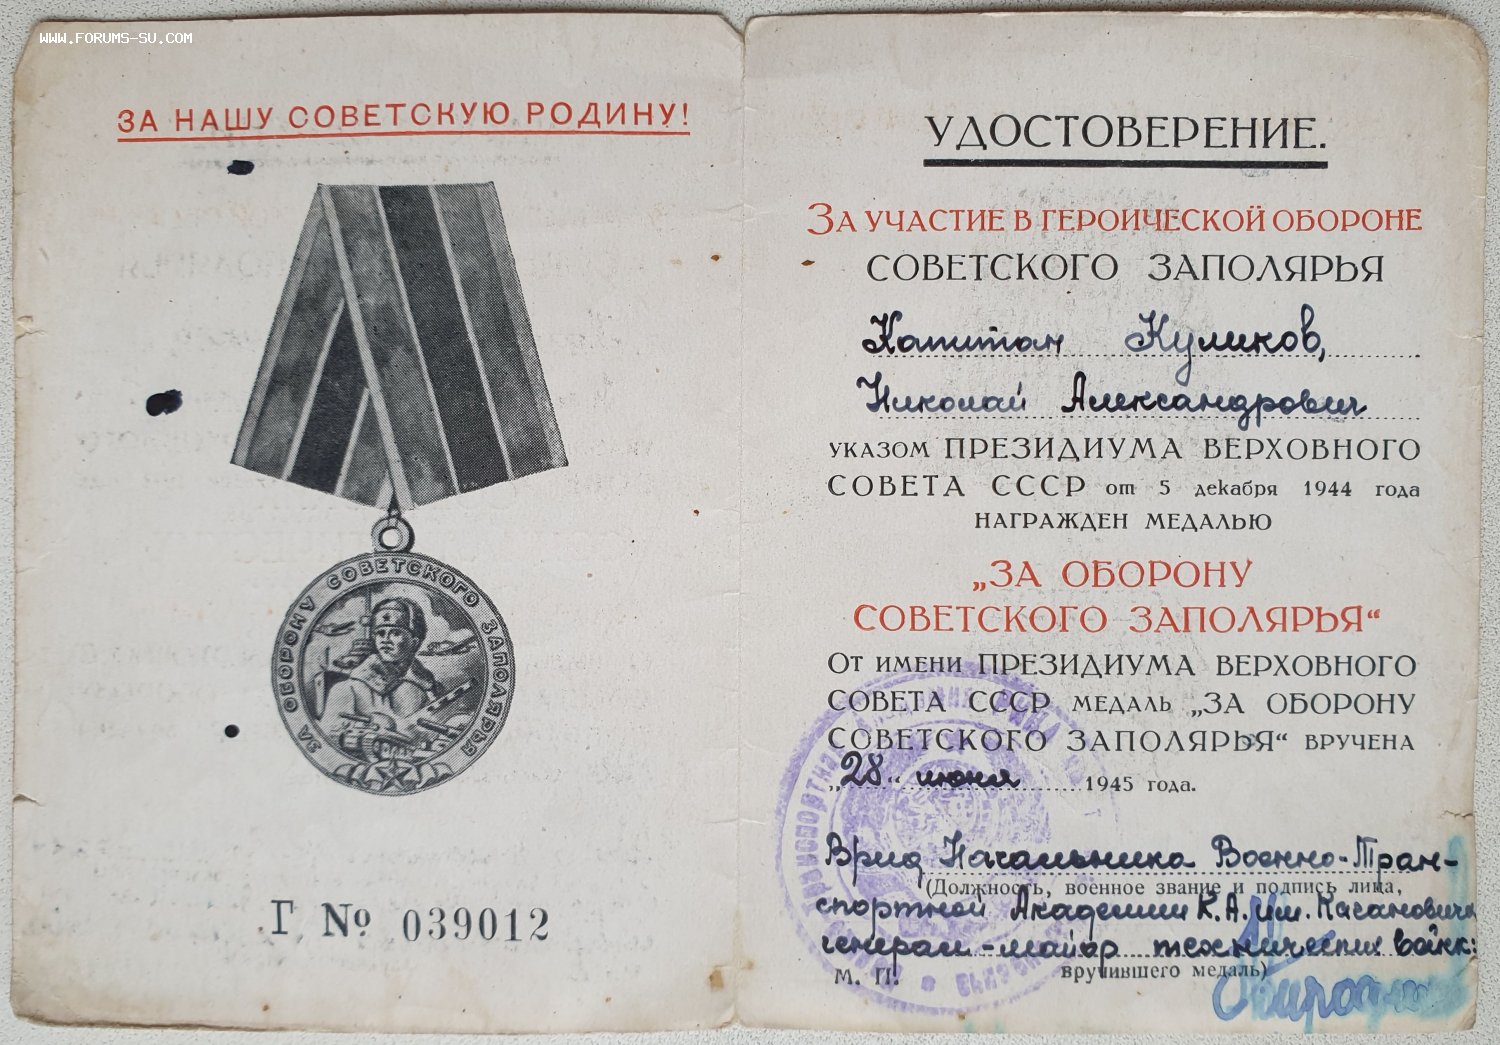 WWW.FORUMS-SU.COM
ЗА НАШУ СОВЕТСКУЮ РОДИНУ!
ЗА ОБОРОНУ СОВЕТСКОГО ЗАПОЛЯРЬЯ
Г № 039012
УДОСТОВЕРЕНИЕ.
ЗА УЧАСТИЕ В ГЕРОИЧЕСКОЙ ОБОРОНЕ
СОВЕТСКОГО ЗАПОЛЯРЬЯ
Капитан Куликов,
Николай Александрович
УКАЗОМ ПРЕЗИДИУМА ВЕРХОВНОГО
СОВЕТА СССР от 5 декабря 1944 года
НАГРАЖДЕН МЕДАЛЬЮ
„ЗА ОБОРОНУ
СОВЕТСКОГО ЗАПОЛЯРЬЯ“
ОТ ИМЕНИ ПРЕЗИДИУМА ВЕРХОВНОГО
СОВЕТА СССР МЕДАЛЬ „ЗА ОБОРОНУ
СОВЕТСКОГО ЗАПОЛЯРЬЯ“ ВРУЧЕНА
„28“ июня 1945 года.
Врид Начальника Военно-Тран-
(Должность, военное звание и подпись лица,
спортной Академии К.А. им. Кагановича
генерал-майор технических войск:
М. П. вручившего медаль)